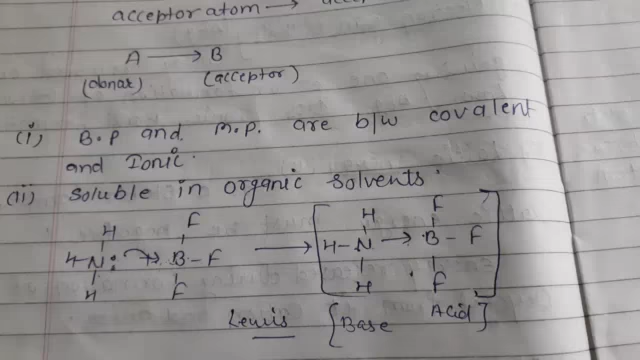 acceptor atom →
A → B
(donar) (acceptor)
(i) B.P and M.P. are b/w covalent
and Ionic.
(ii) Soluble in organic solvents.
H F H F
H-N: → B-F → [H-N → B-F]
H F H F
Lewis [Base Acid]